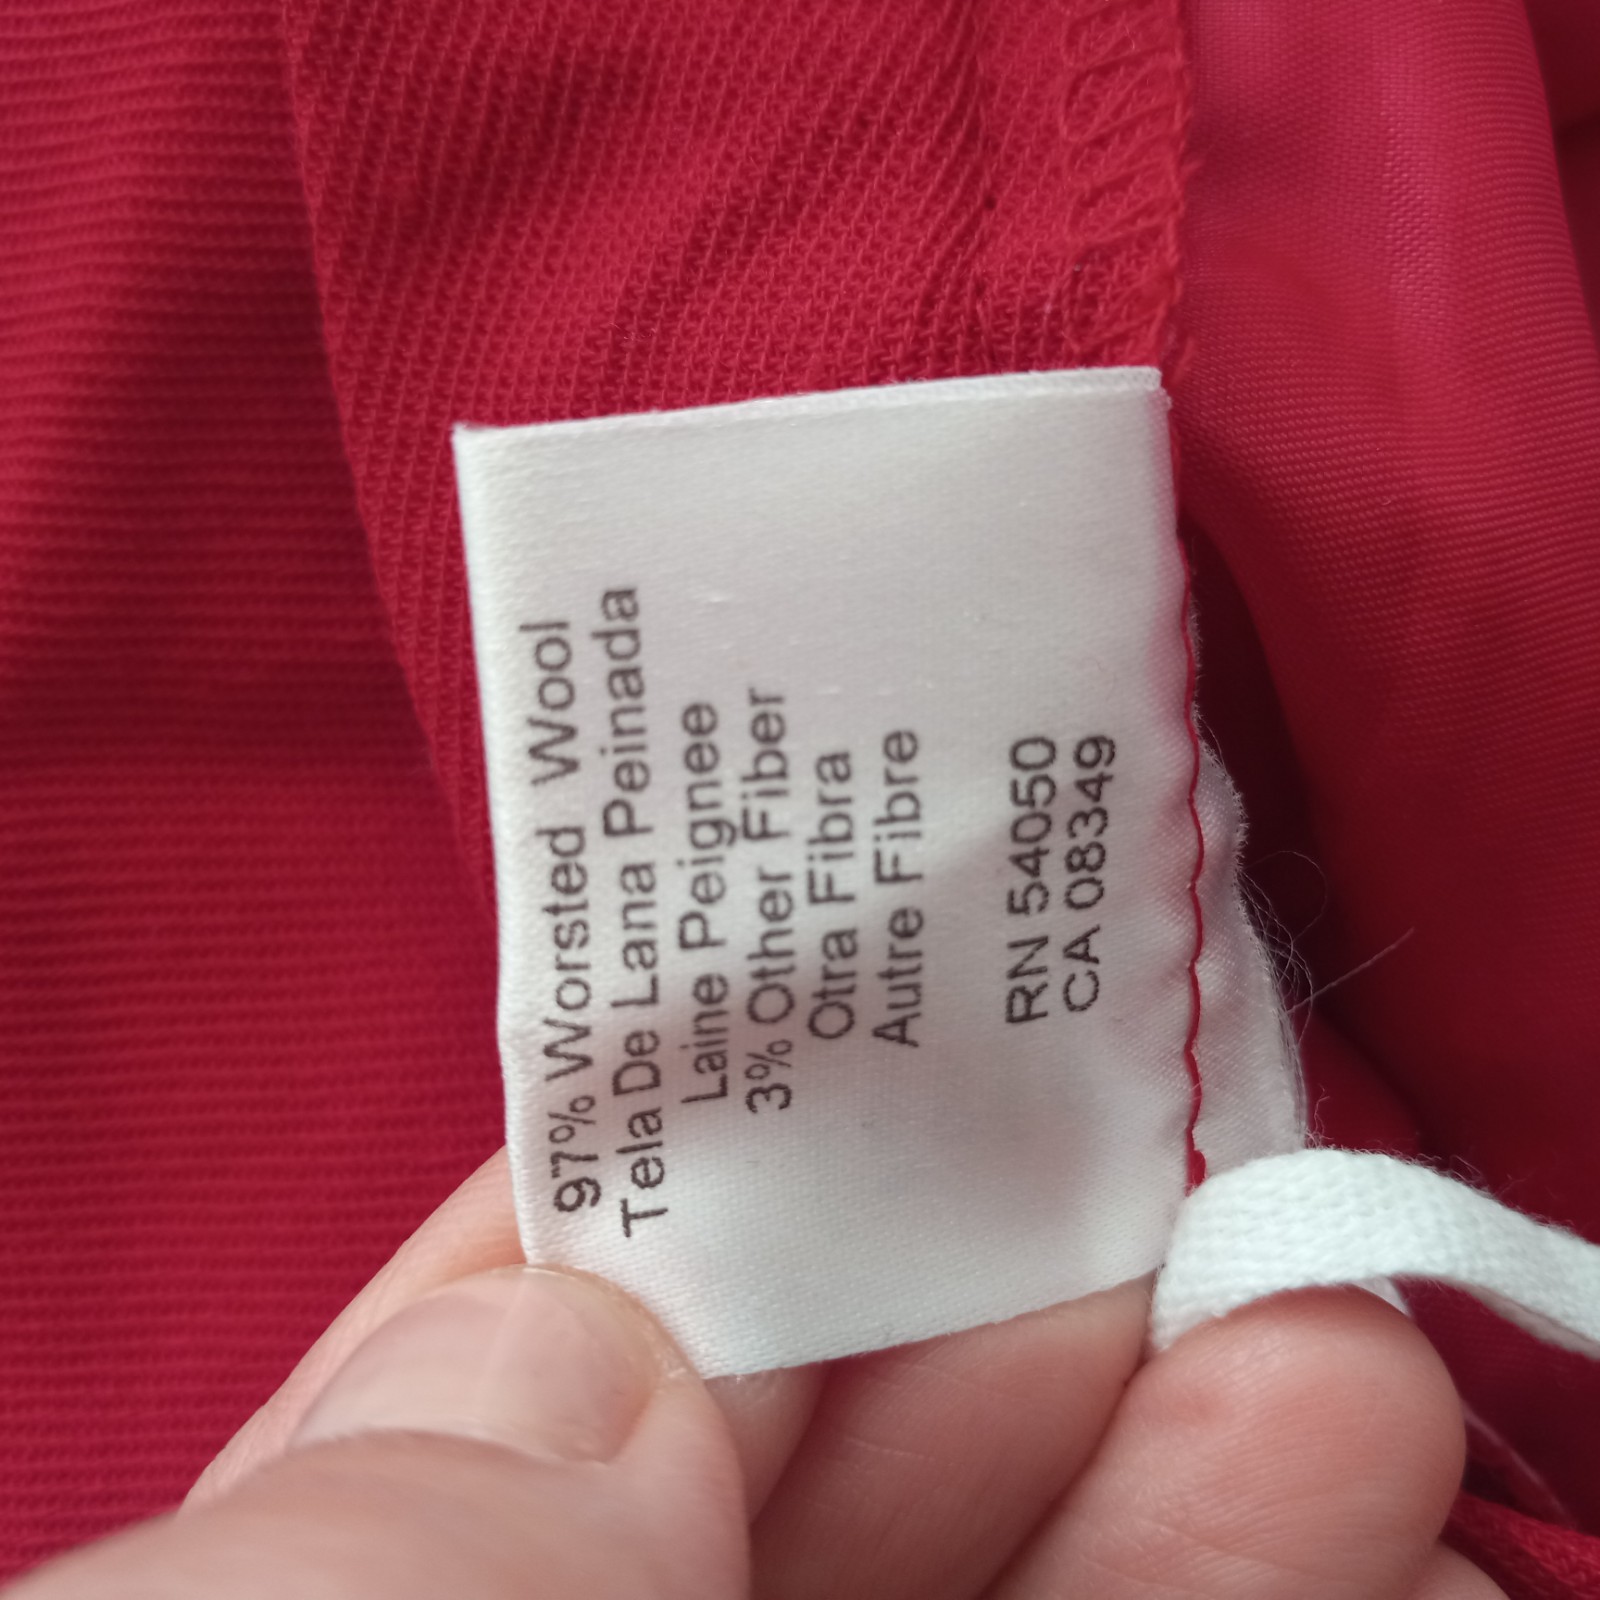 97% Worsted Wool
Tela De Lana Peinada
Laine Peignee
3% Other Fiber
Otra Fibra
Autre Fibre
RN 54050
CA 08349